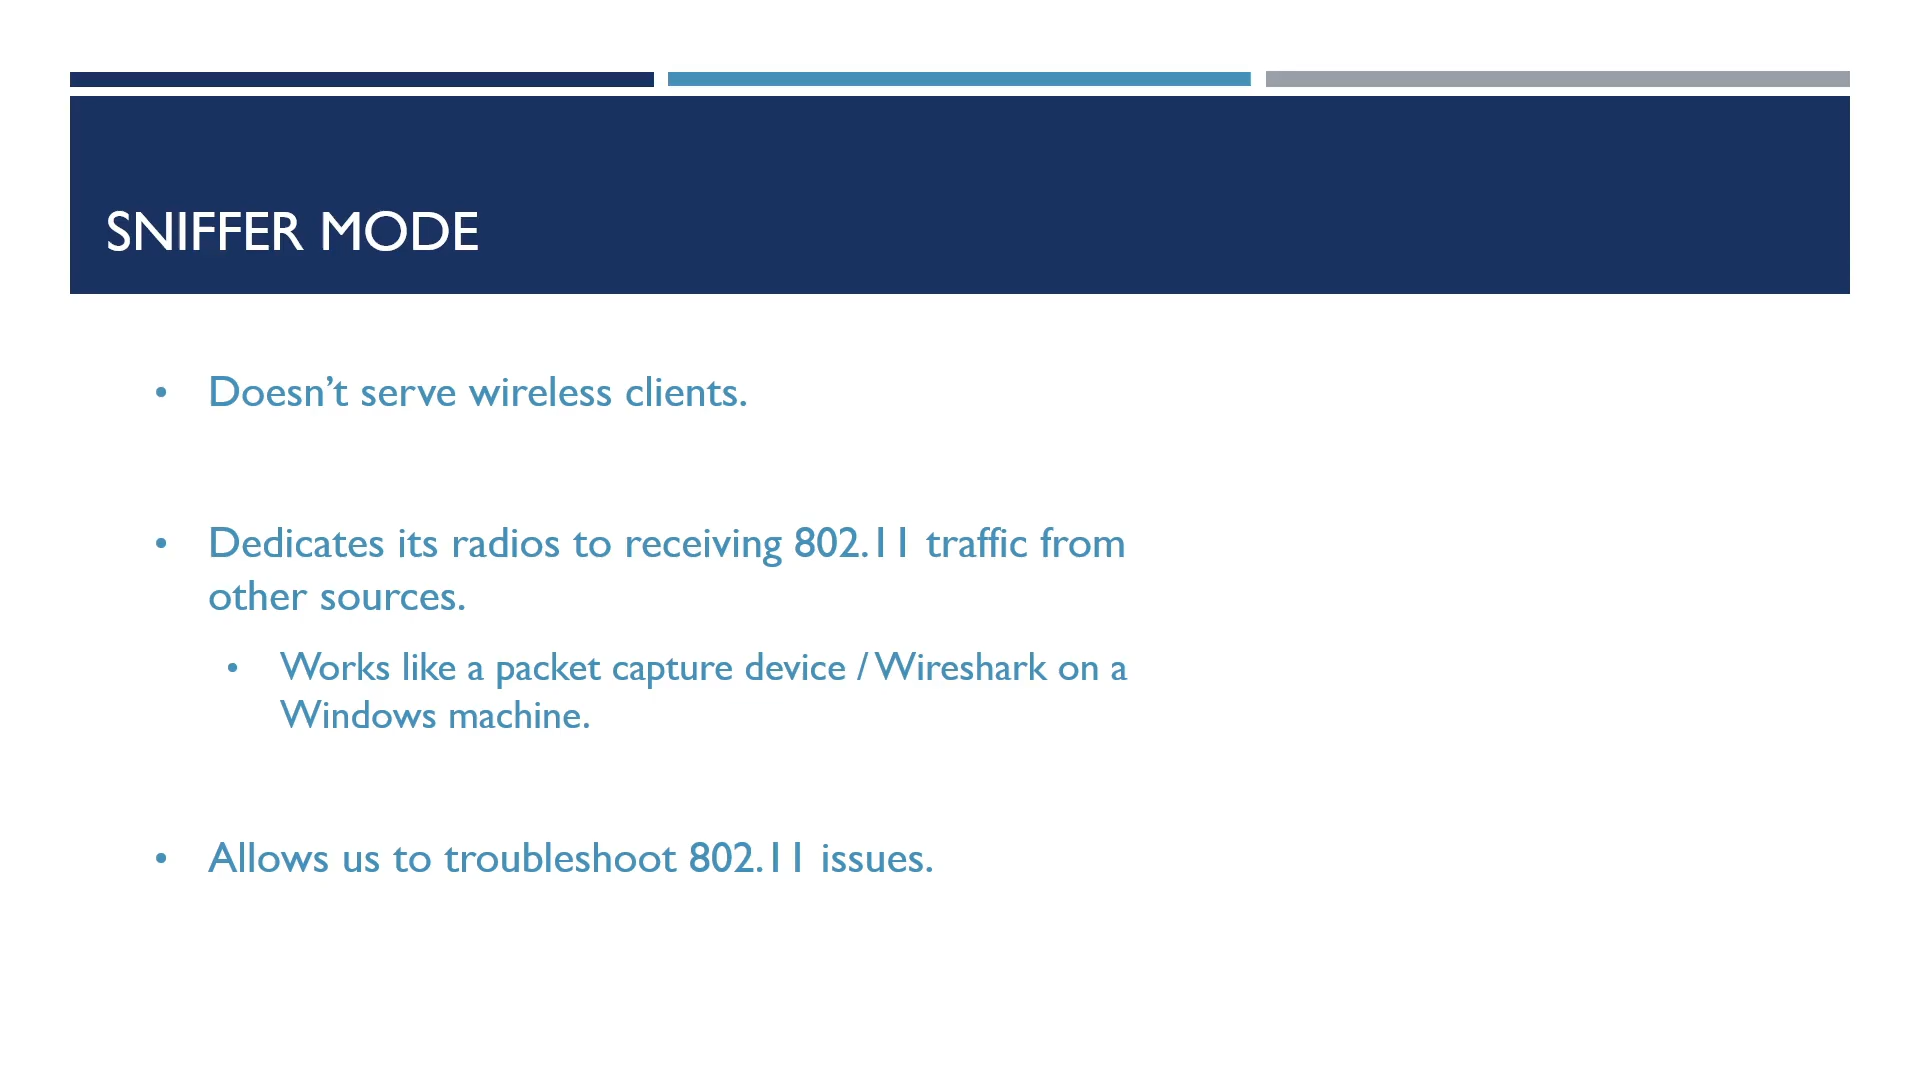 SNIFFER MODE
• Doesn’t serve wireless clients.
• Dedicates its radios to receiving 802.11 traffic from
other sources.
• Works like a packet capture device / Wireshark on a
Windows machine.
• Allows us to troubleshoot 802.11 issues.